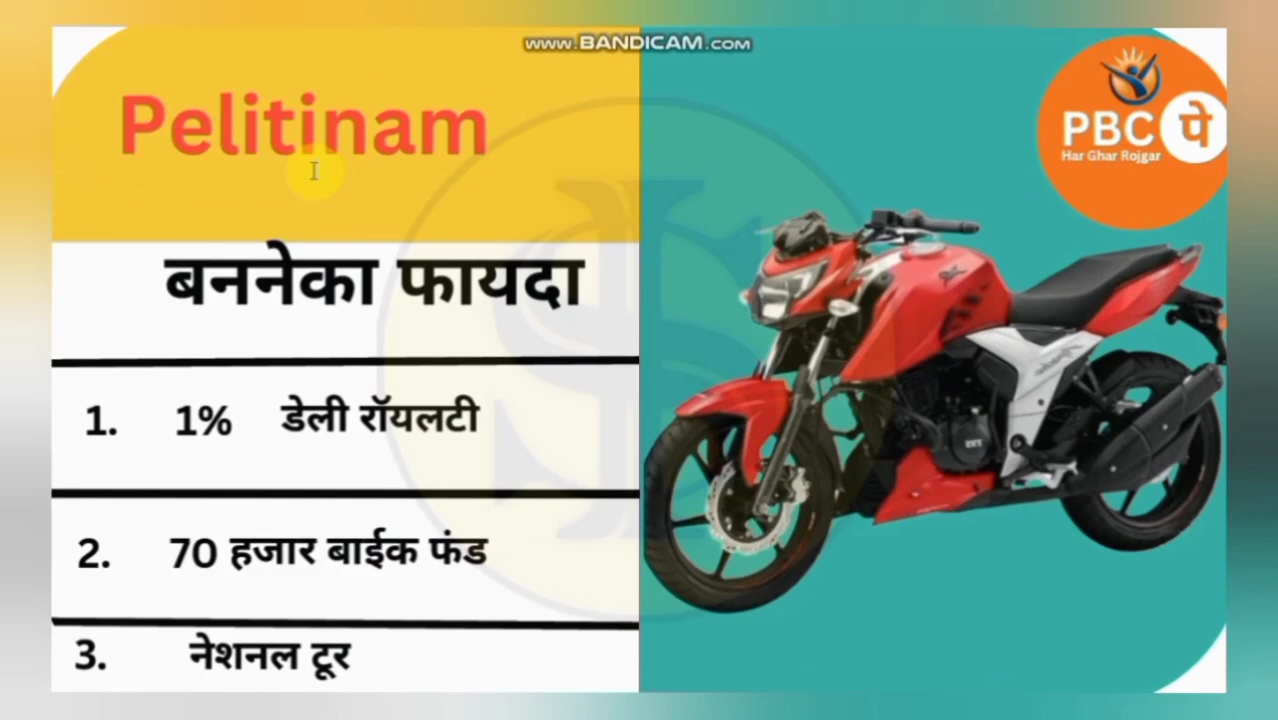 www.BANDICAM.com
Pelitinam
PBC पे
Har Ghar Rojgar
बननेका फायदा
1. 1% डेली रॉयलटी
2. 70 हजार बाईक फंड
3. नेशनल टूर